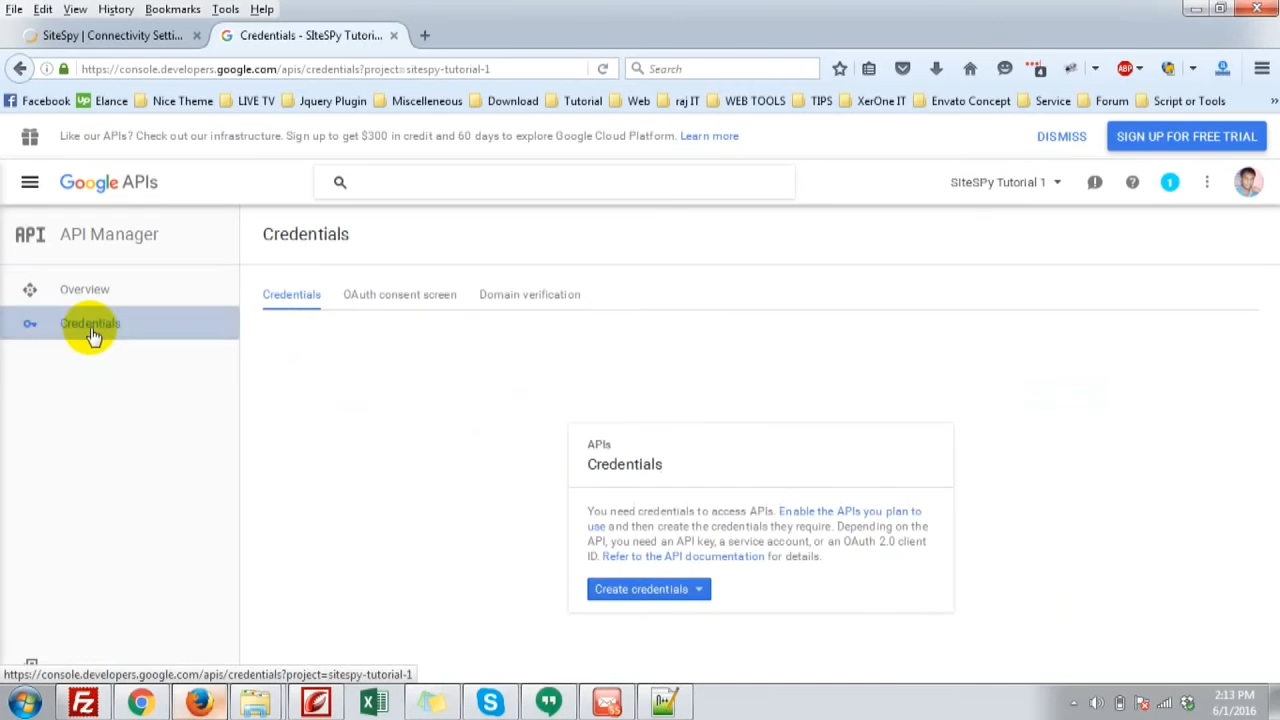 File Edit View History Bookmarks Tools Help
SiteSpy | Connectivity Setti...
Credentials - SIteSPy Tutori...
https://console.developers.google.com/apis/credentials?project=sitespy-tutorial-1
Search
4
ABP
Facebook Elance Nice Theme LIVE TV Jquery Plugin Miscelleneous Download Tutorial Web raj IT WEB TOOLS TIPS XerOne IT Envato Concept Service Forum Script or Tools
Like our APIs? Check out our infrastructure. Sign up to get $300 in credit and 60 days to explore Google Cloud Platform. Learn more
DISMISS
SIGN UP FOR FREE TRIAL
Google APIs
SIteSPy Tutorial 1
1
API API Manager
Credentials
Overview
Credentials
Credentials OAuth consent screen Domain verification
APIs
Credentials
You need credentials to access APIs. Enable the APIs you plan to
use and then create the credentials they require. Depending on the
API, you need an API key, a service account, or an OAuth 2.0 client
ID. Refer to the API documentation for details.
Create credentials
https://console.developers.google.com/apis/credentials?project=sitespy-tutorial-1
2:13 PM
6/1/2016